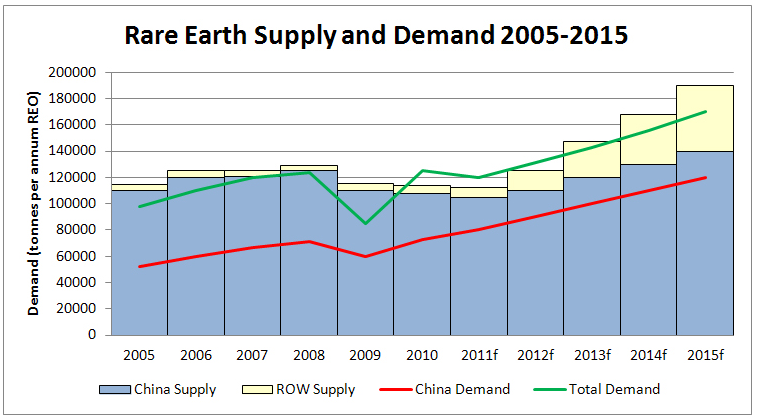 Rare Earth Supply and Demand 2005-2015
Demand (tonnes per annum REO)
200000
180000
160000
140000
120000
100000
80000
60000
40000
20000
0
2005 2006 2007 2008 2009 2010 2011f 2012f 2013f 2014f 2015f
China Supply ROW Supply China Demand Total Demand